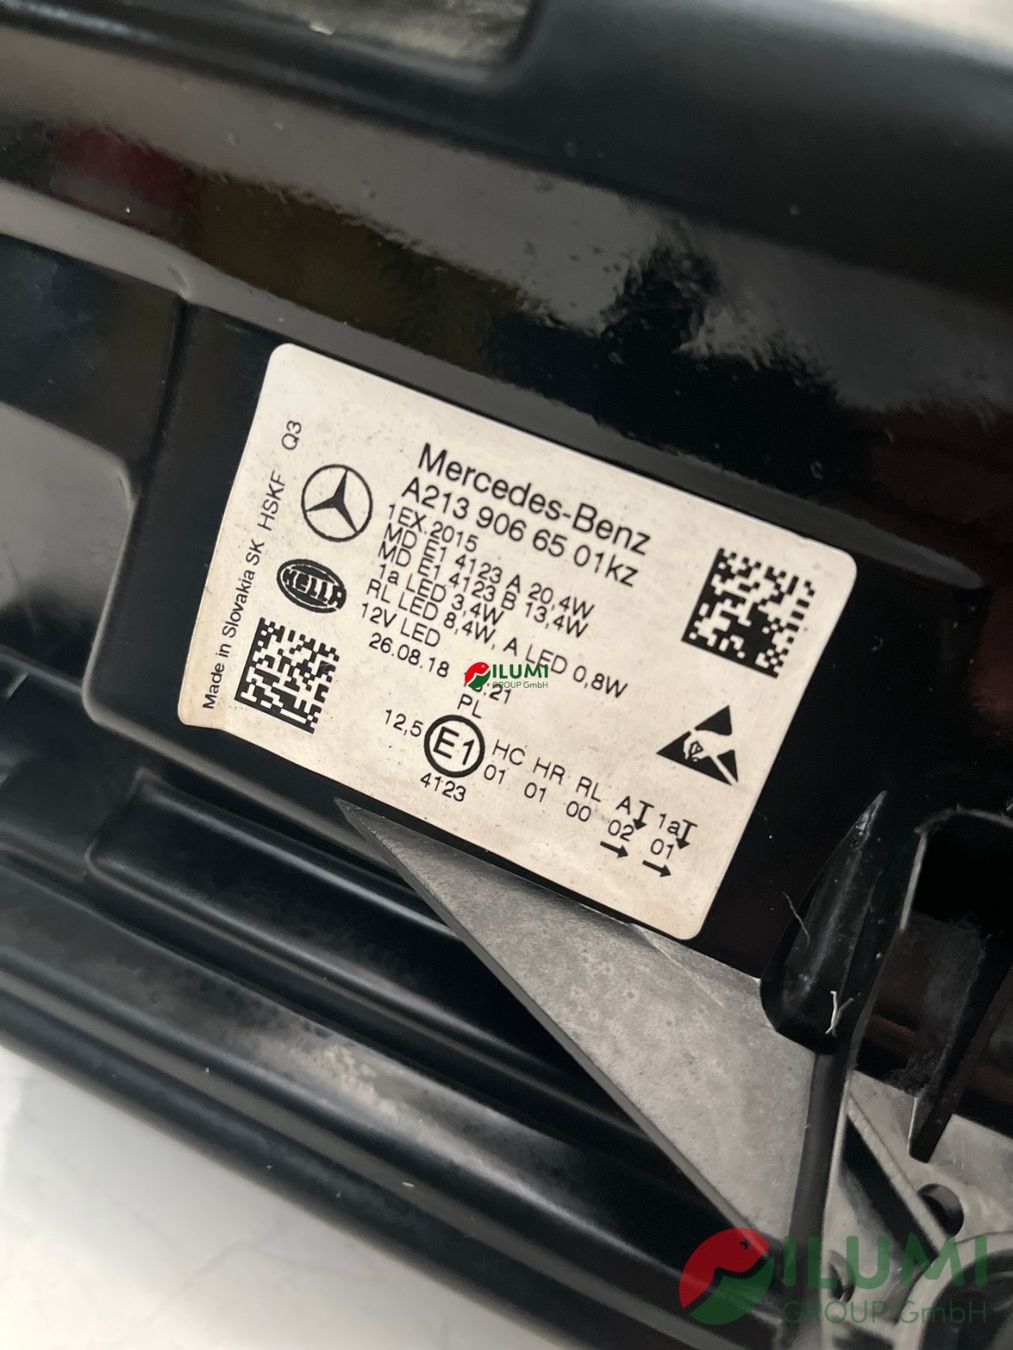 Mercedes-Benz
A213 906 65 01kz
1EX 2015
MD E1 4123 A 20,4W
MD E1 4123 B 13,4W
1a LED 3,4W
RL LED 8,4W, A LED 0,8W
12V LED
26.08.18
PL
12,5 E1 HC HR RL A 1a
01 01 00 02 01
4123
Made in Slovakia SK HSKF Q3
HELLA
ILUMI
GROUP GmbH
ILUMI
GROUP GmbH